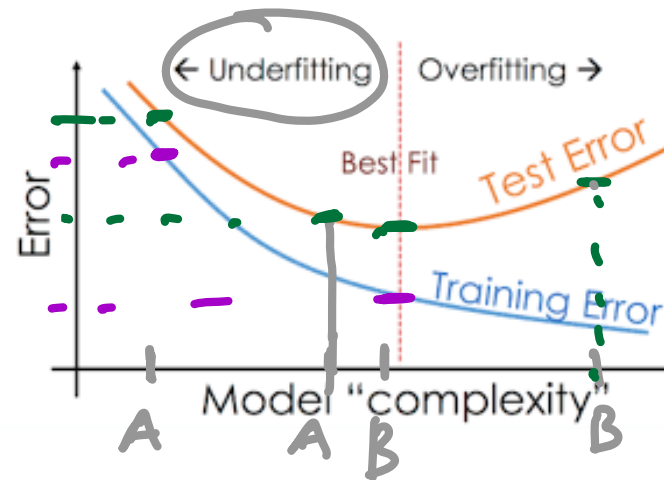 ← Underfitting Overfitting →
Best Fit
Test Error
Error
Training Error
Model “complexity”
A A B B